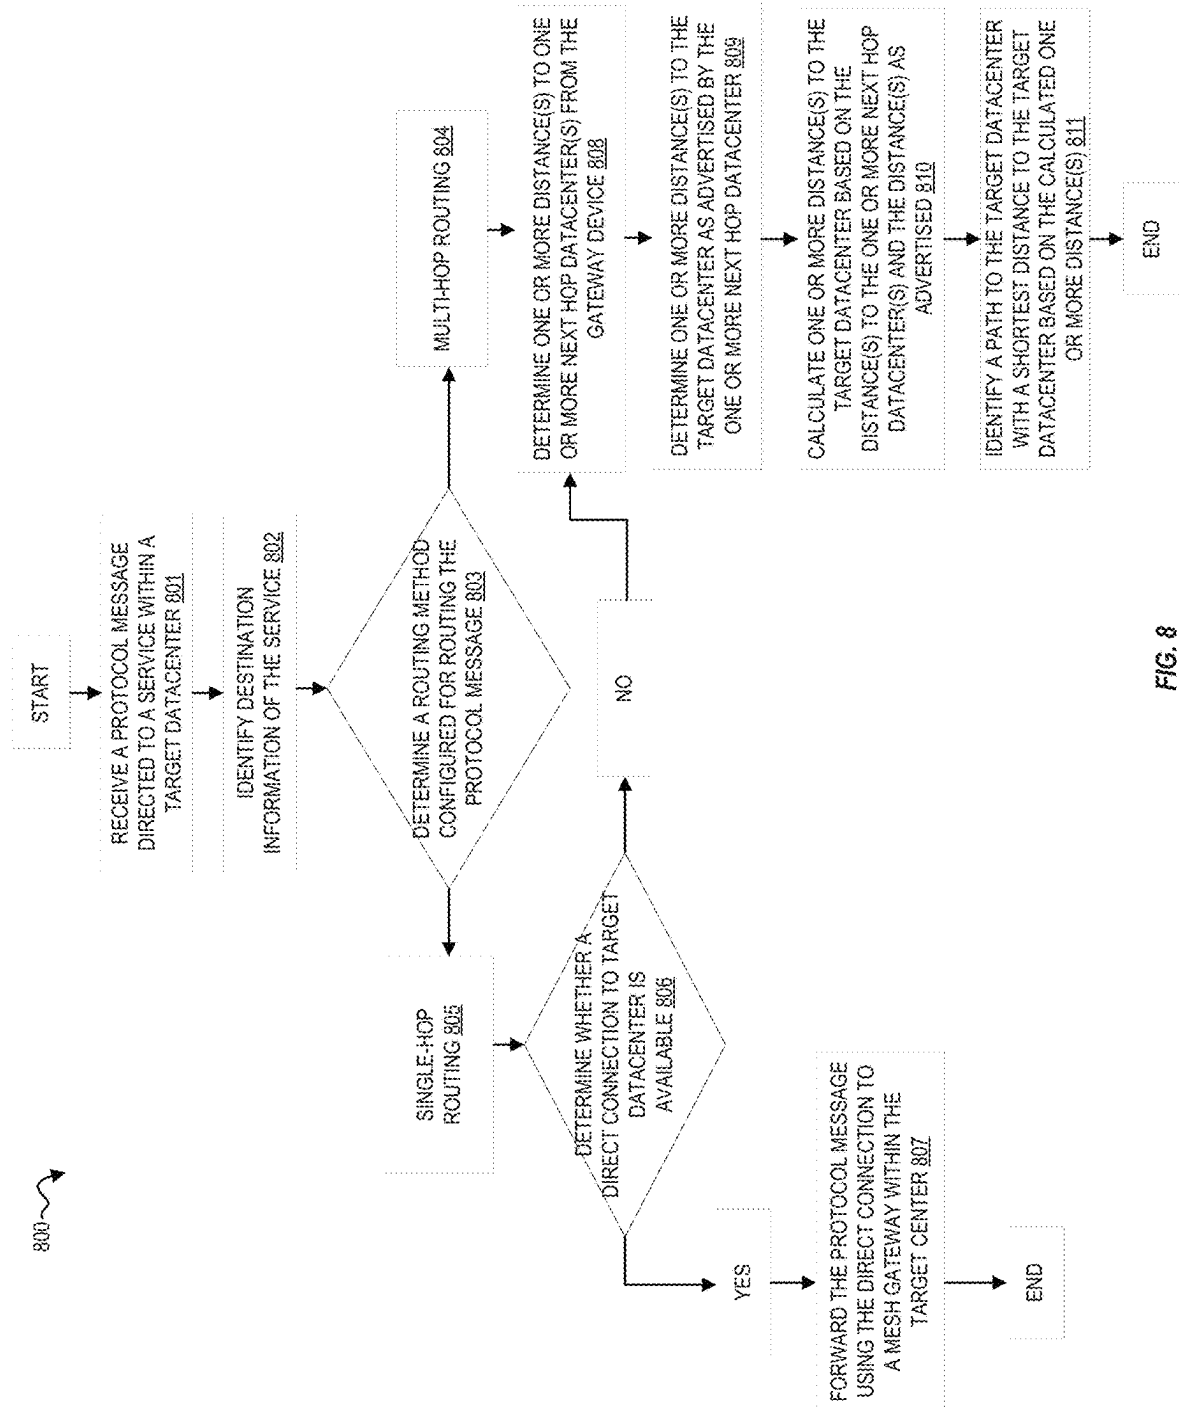 800
START
RECEIVE A PROTOCOL MESSAGE
DIRECTED TO A SERVICE WITHIN A
TARGET DATACENTER 801
IDENTIFY DESTINATION
INFORMATION OF THE SERVICE 802
DETERMINE A ROUTING METHOD
CONFIGURED FOR ROUTING THE
PROTOCOL MESSAGE 803
MULTI-HOP ROUTING 804
SINGLE-HOP
ROUTING 805
DETERMINE WHETHER A
DIRECT CONNECTION TO TARGET
DATACENTER IS
AVAILABLE 806
YES
NO
FORWARD THE PROTOCOL MESSAGE
USING THE DIRECT CONNECTION TO
A MESH GATEWAY WITHIN THE
TARGET CENTER 807
END
DETERMINE ONE OR MORE DISTANCE(S) TO ONE
OR MORE NEXT HOP DATACENTER(S) FROM THE
GATEWAY DEVICE 808
DETERMINE ONE OR MORE DISTANCE(S) TO THE
TARGET DATACENTER AS ADVERTISED BY THE
ONE OR MORE NEXT HOP DATACENTER 809
CALCULATE ONE OR MORE DISTANCE(S) TO THE
TARGET DATACENTER BASED ON THE
DISTANCE(S) TO THE ONE OR MORE NEXT HOP
DATACENTER(S) AND THE DISTANCE(S) AS
ADVERTISED 810
IDENTIFY A PATH TO THE TARGET DATACENTER
WITH A SHORTEST DISTANCE TO THE TARGET
DATACENTER BASED ON THE CALCULATED ONE
OR MORE DISTANCE(S) 811
END
FIG. 8